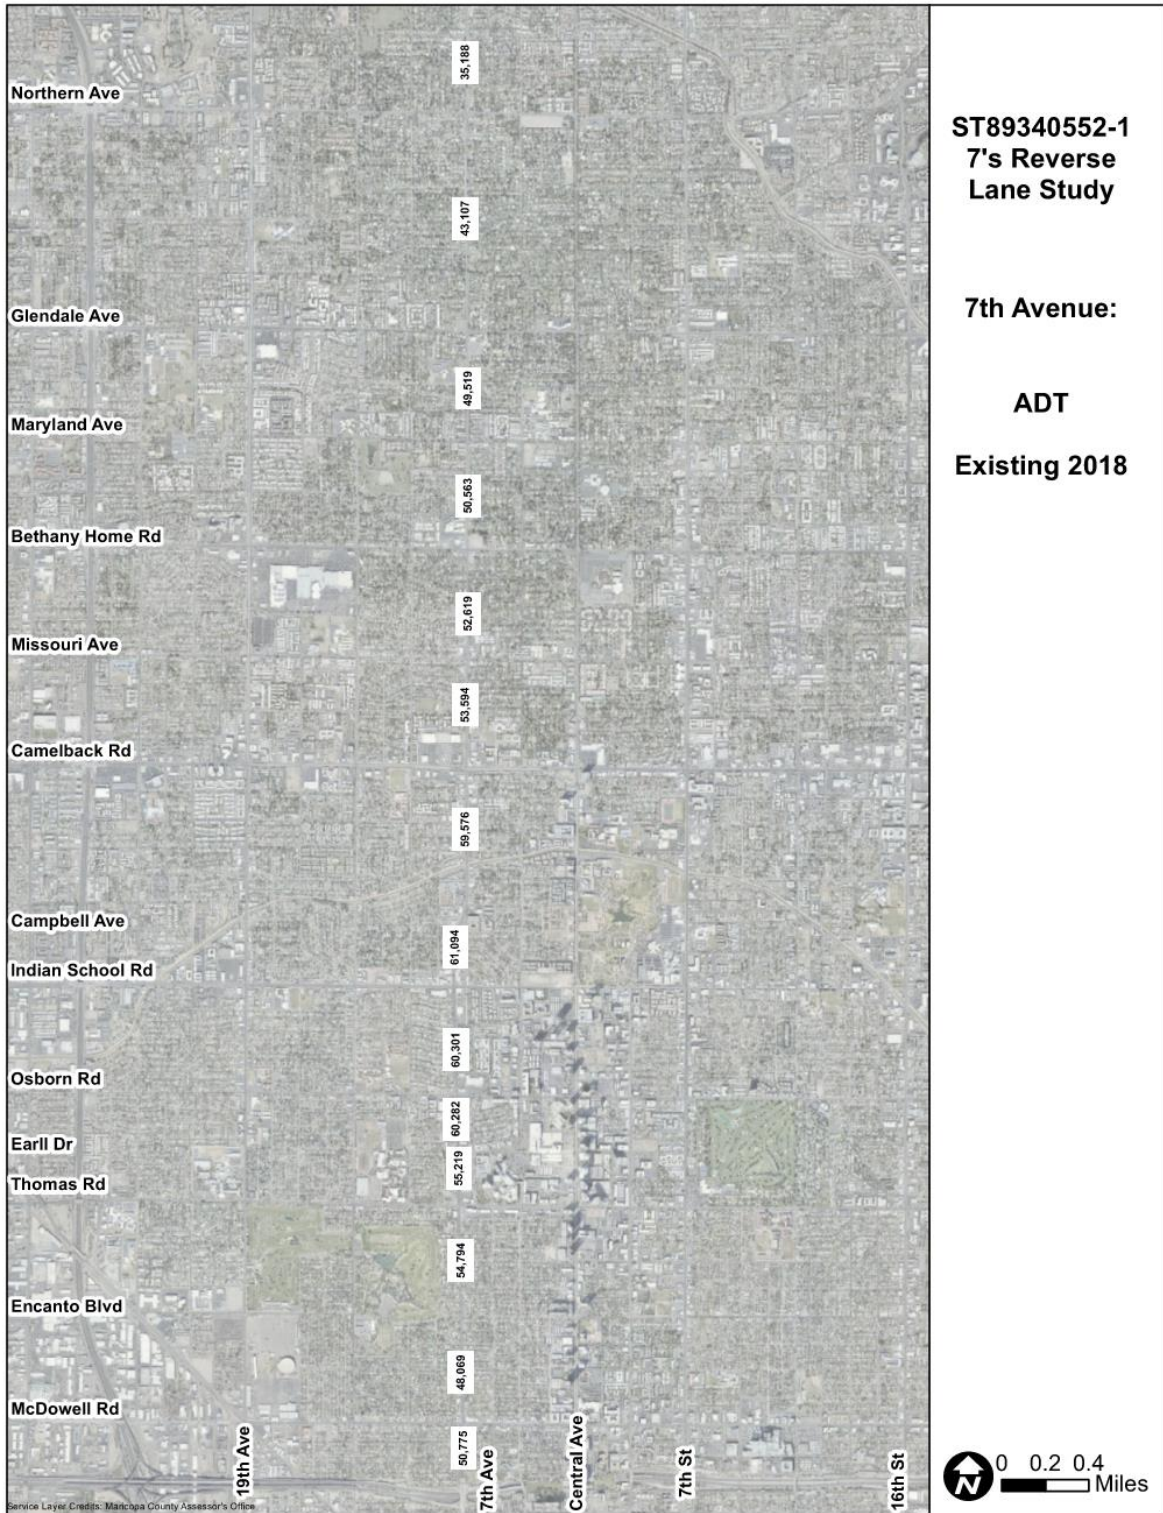 35,188
Northern Ave
43,107
Glendale Ave
49,519
Maryland Ave
50,563
Bethany Home Rd
52,619
Missouri Ave
53,594
Camelback Rd
59,576
Campbell Ave
61,094
Indian School Rd
60,301
Osborn Rd
60,282
Earll Dr
55,219
Thomas Rd
54,794
Encanto Blvd
48,069
McDowell Rd
50,775
19th Ave
7th Ave
Central Ave
7th St
16th St
Service Layer Credits: Maricopa County Assessor's Office
ST89340552-1
7's Reverse
Lane Study
7th Avenue:
ADT
Existing 2018
N
0 0.2 0.4
Miles